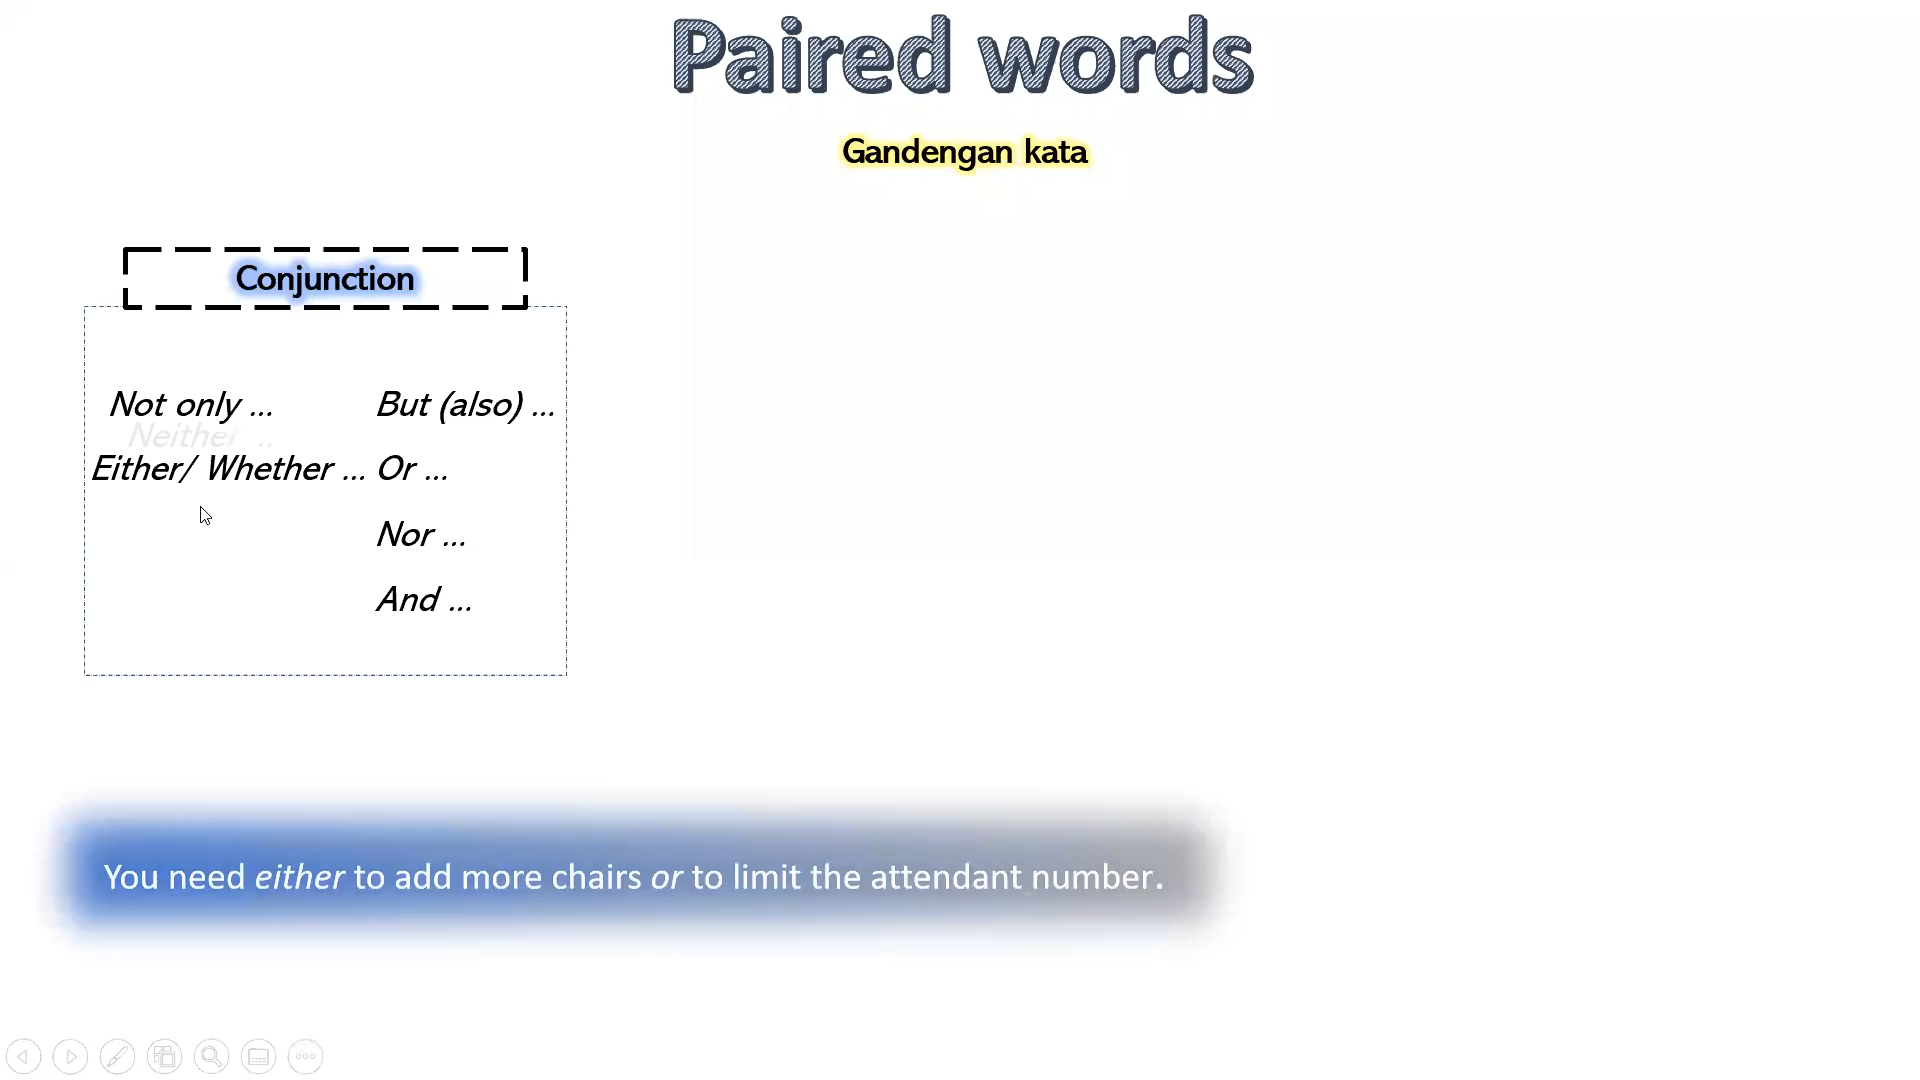 Paired words
Gandengan kata
Conjunction
Not only ... But (also) ...
Neither ..
Either/ Whether ... Or ...
Nor ...
And ...
You need either to add more chairs or to limit the attendant number.